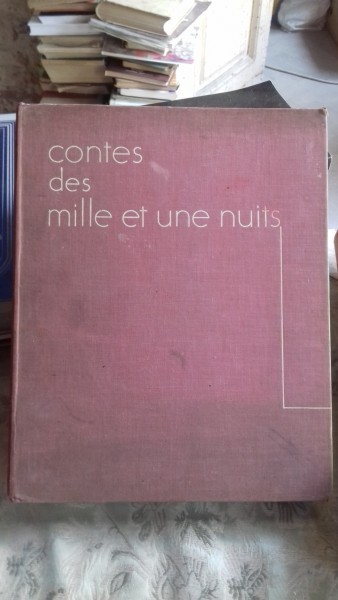 contes
des
mille et une nuits